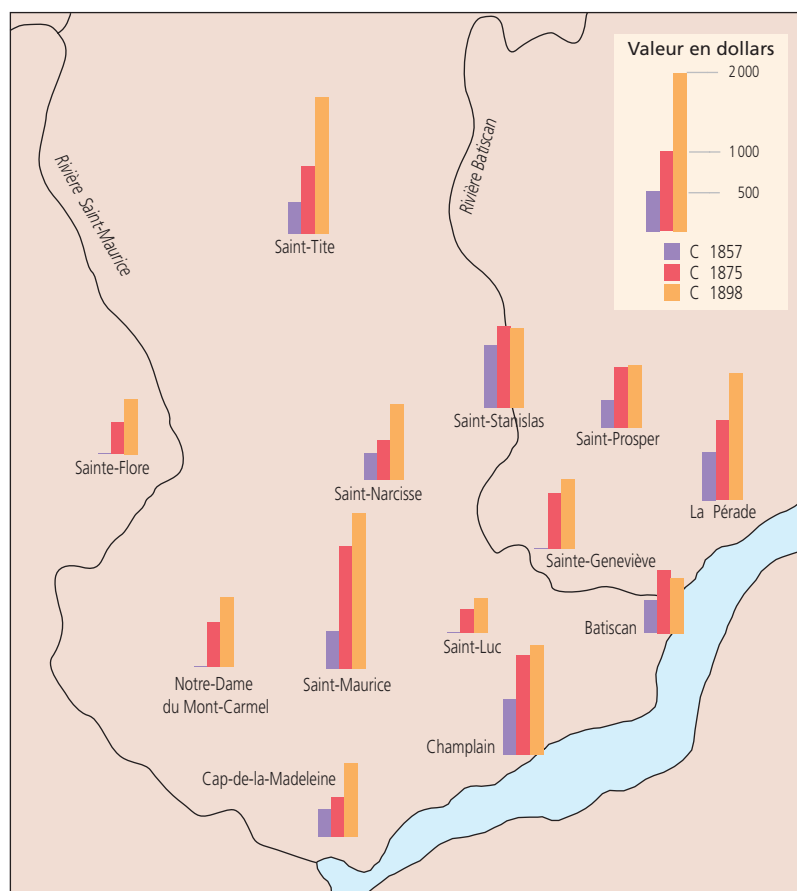 Valeur en dollars
2 000
1000
500
C 1857
C 1875
C 1898
Rivière Saint-Maurice
Rivière Batiscan
Saint-Tite
Saint-Stanislas
Saint-Prosper
Sainte-Flore
Saint-Narcisse
La Pérade
Sainte-Geneviève
Batiscan
Saint-Luc
Notre-Dame
du Mont-Carmel
Saint-Maurice
Champlain
Cap-de-la-Madeleine